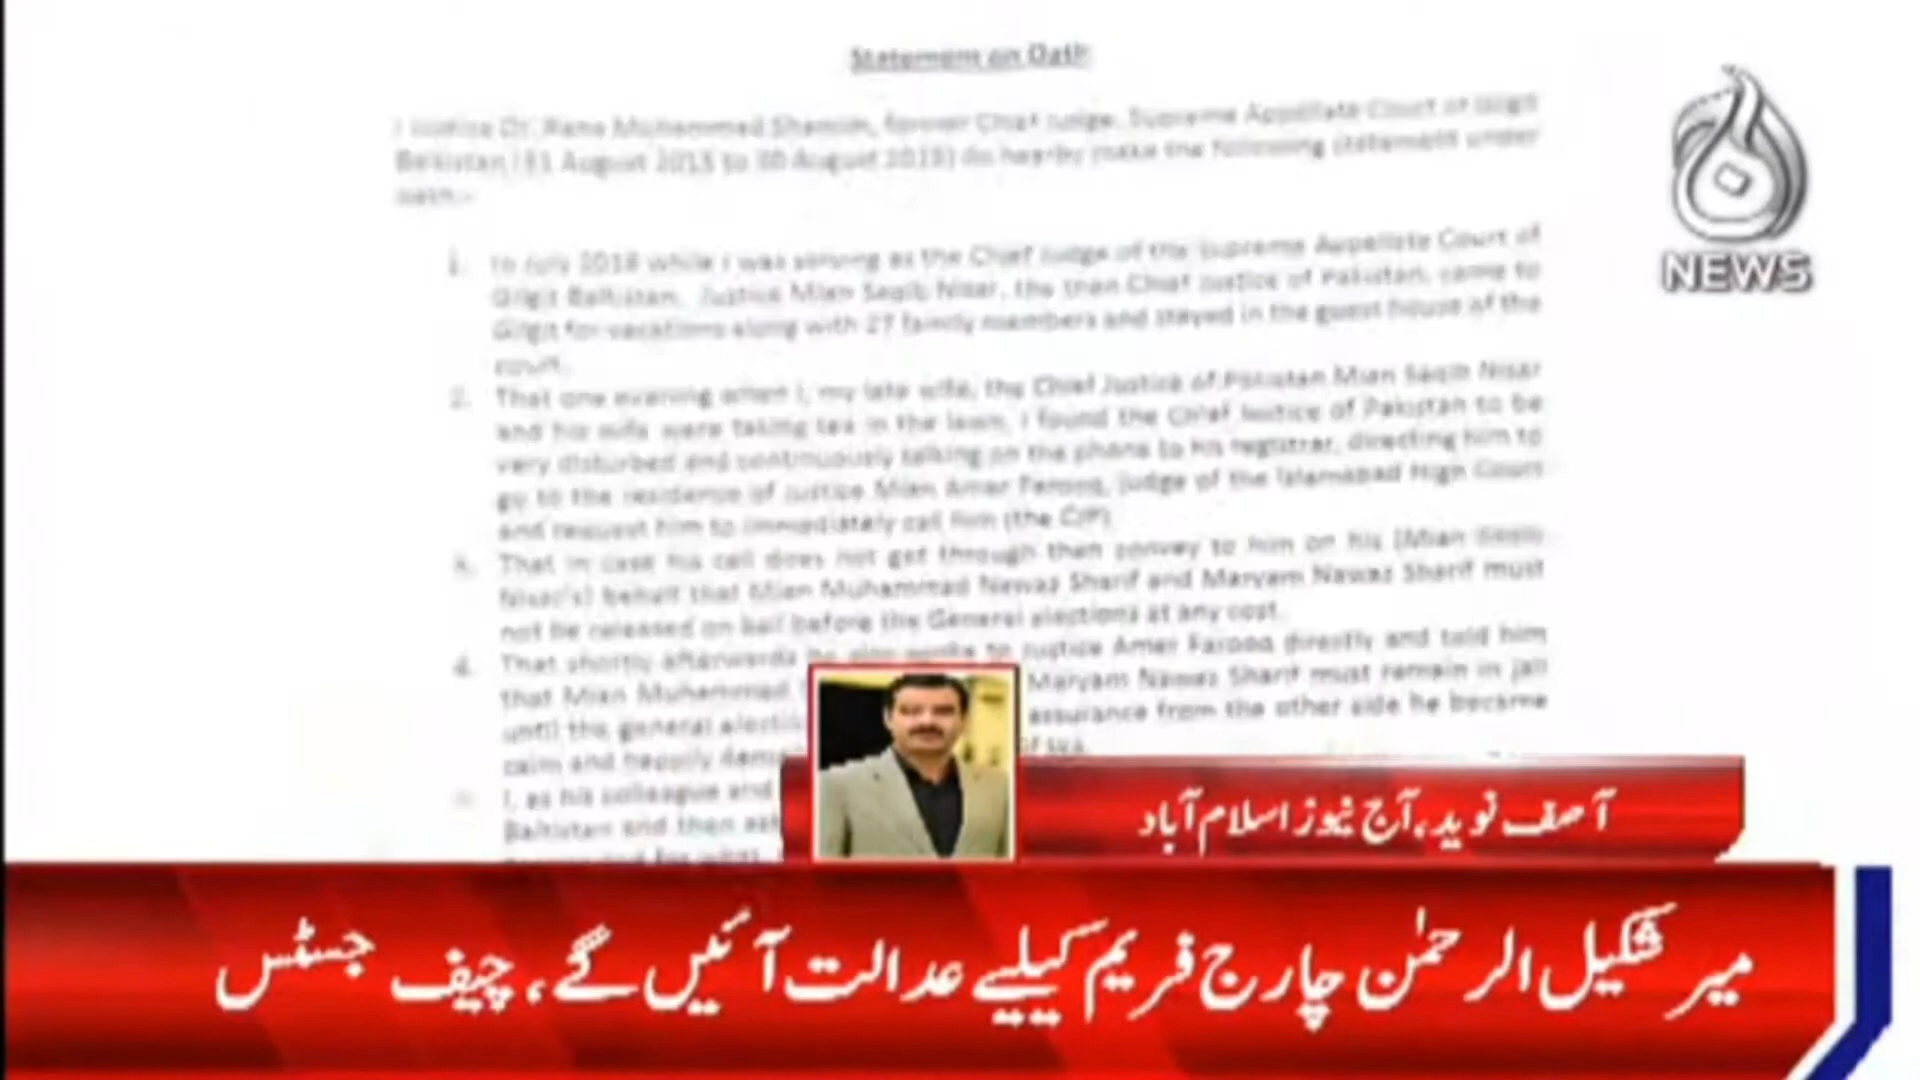 Statement on Oath
I Justice Dr. Rana Muhammad Shamim, former Chief Judge, Supreme Appellate Court of Gilgit
Baltistan (31 August 2015 to 30 August 2018) do hearby make the following statement under
oath:-
1. In July 2018 while I was serving as the Chief Judge of the Supreme Appellate Court of
Gilgit Baltistan, Justice Mian Saqib Nisar, the then Chief Justice of Pakistan, came to
Gilgit for vacations along with 27 family members and stayed in the guest house of the
court.
2. That one evening when I, my late wife, the Chief Justice of Pakistan Mian Saqib Nisar
and his wife were taking tea in the lawn, I found the Chief Justice of Pakistan to be
very disturbed and continuously talking on the phone to his registrar, directing him to
go to the residence of Justice Mian Amer Farooq, Judge of the Islamabad High Court
and request him to immediately call him (the CJP)
3. That in case his call does not get through then convey to him on his (Mian Saqib
Nisar's) behalf that Mian Muhammad Nawaz Sharif and Maryam Nawaz Sharif must
not be released on bail before the General elections at any cost.
4. That shortly afterwards he also spoke to Justice Amer Farooq directly and told him
that Mian Muhammad Maryam Nawaz Sharif must remain in jail
until the general assurance from the other side he became
calm and happily of tea.
I, as his colleague and
Baltistan and then
NEWS
آصف نوید،آج نیوز اسلام آباد
میر شکیل الرحمٰن چارج فریم کیلیے عدالت آئیں گے، چیف جسٹس